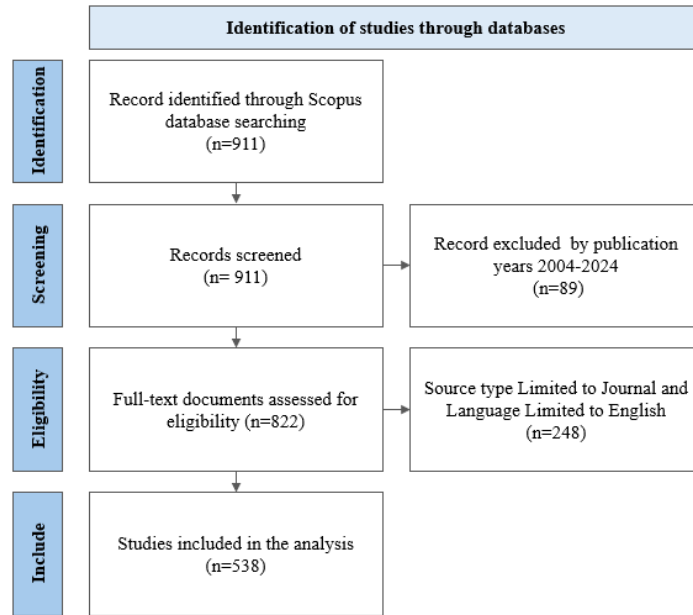 Identification of studies through databases
Identification
Record identified through Scopus
database searching
(n=911)
Screening
Records screened
(n= 911)
Record excluded by publication
years 2004-2024
(n=89)
Eligibility
Full-text documents assessed for
eligibility (n=822)
Source type Limited to Journal and
Language Limited to English
(n=248)
Include
Studies included in the analysis
(n=538)